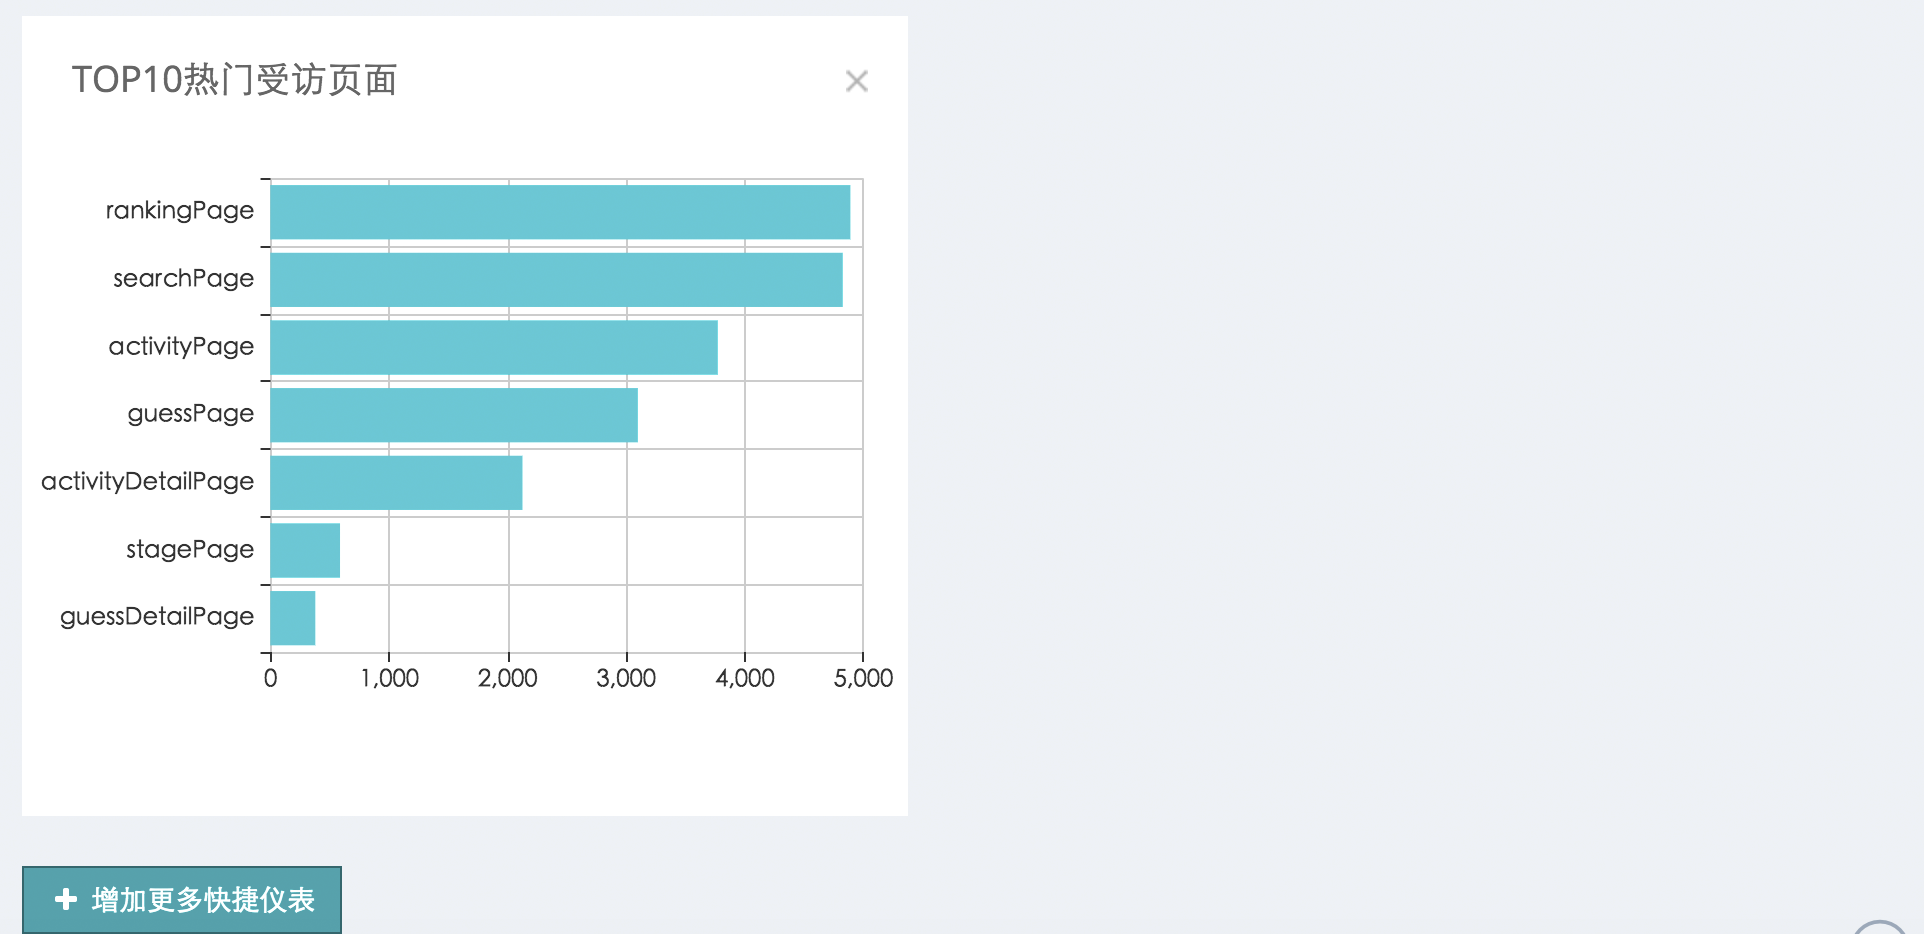 TOP10热门受访页面
rankingPage
searchPage
activityPage
guessPage
activityDetailPage
stagePage
guessDetailPage
0 1,000 2,000 3,000 4,000 5,000
增加更多快捷仪表